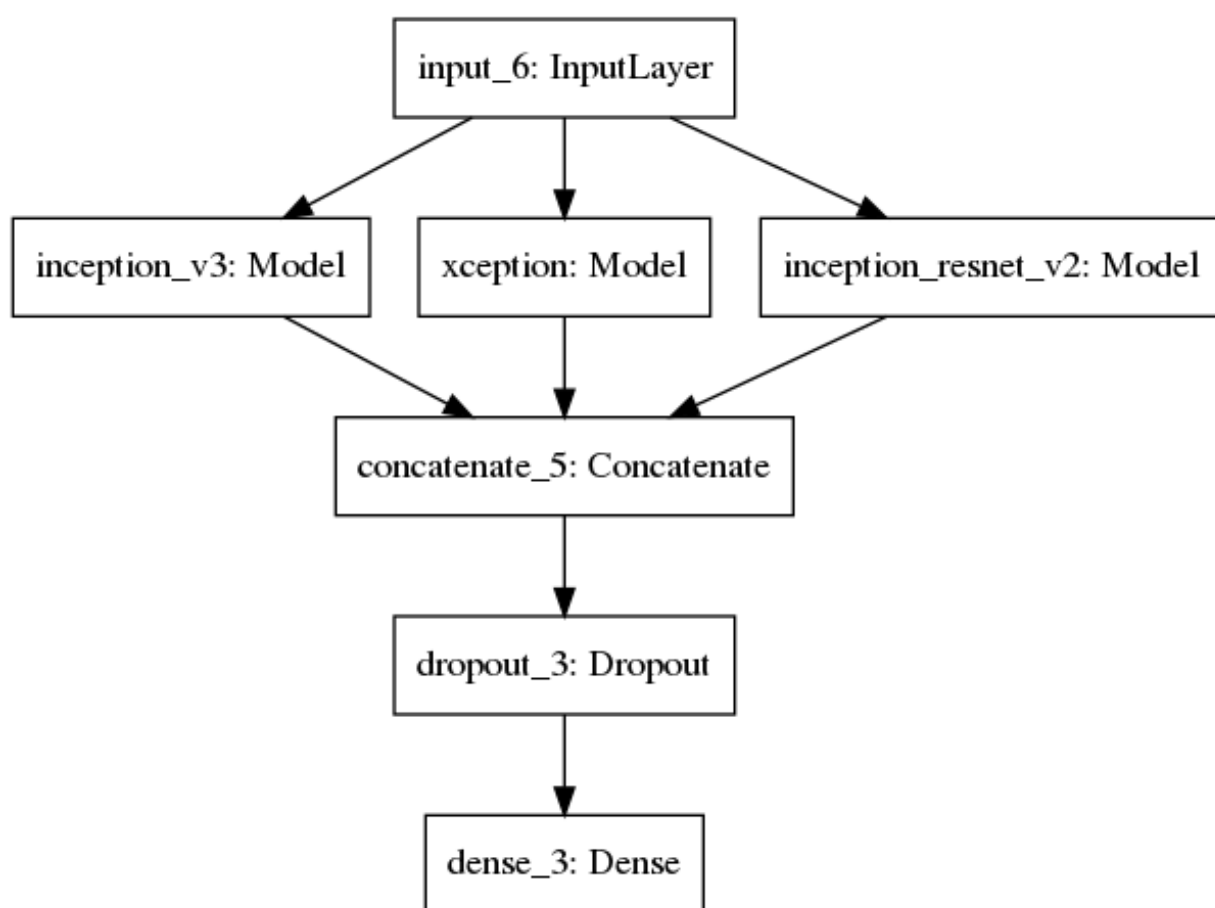 input_6: InputLayer
inception_v3: Model
xception: Model
inception_resnet_v2: Model
concatenate_5: Concatenate
dropout_3: Dropout
dense_3: Dense